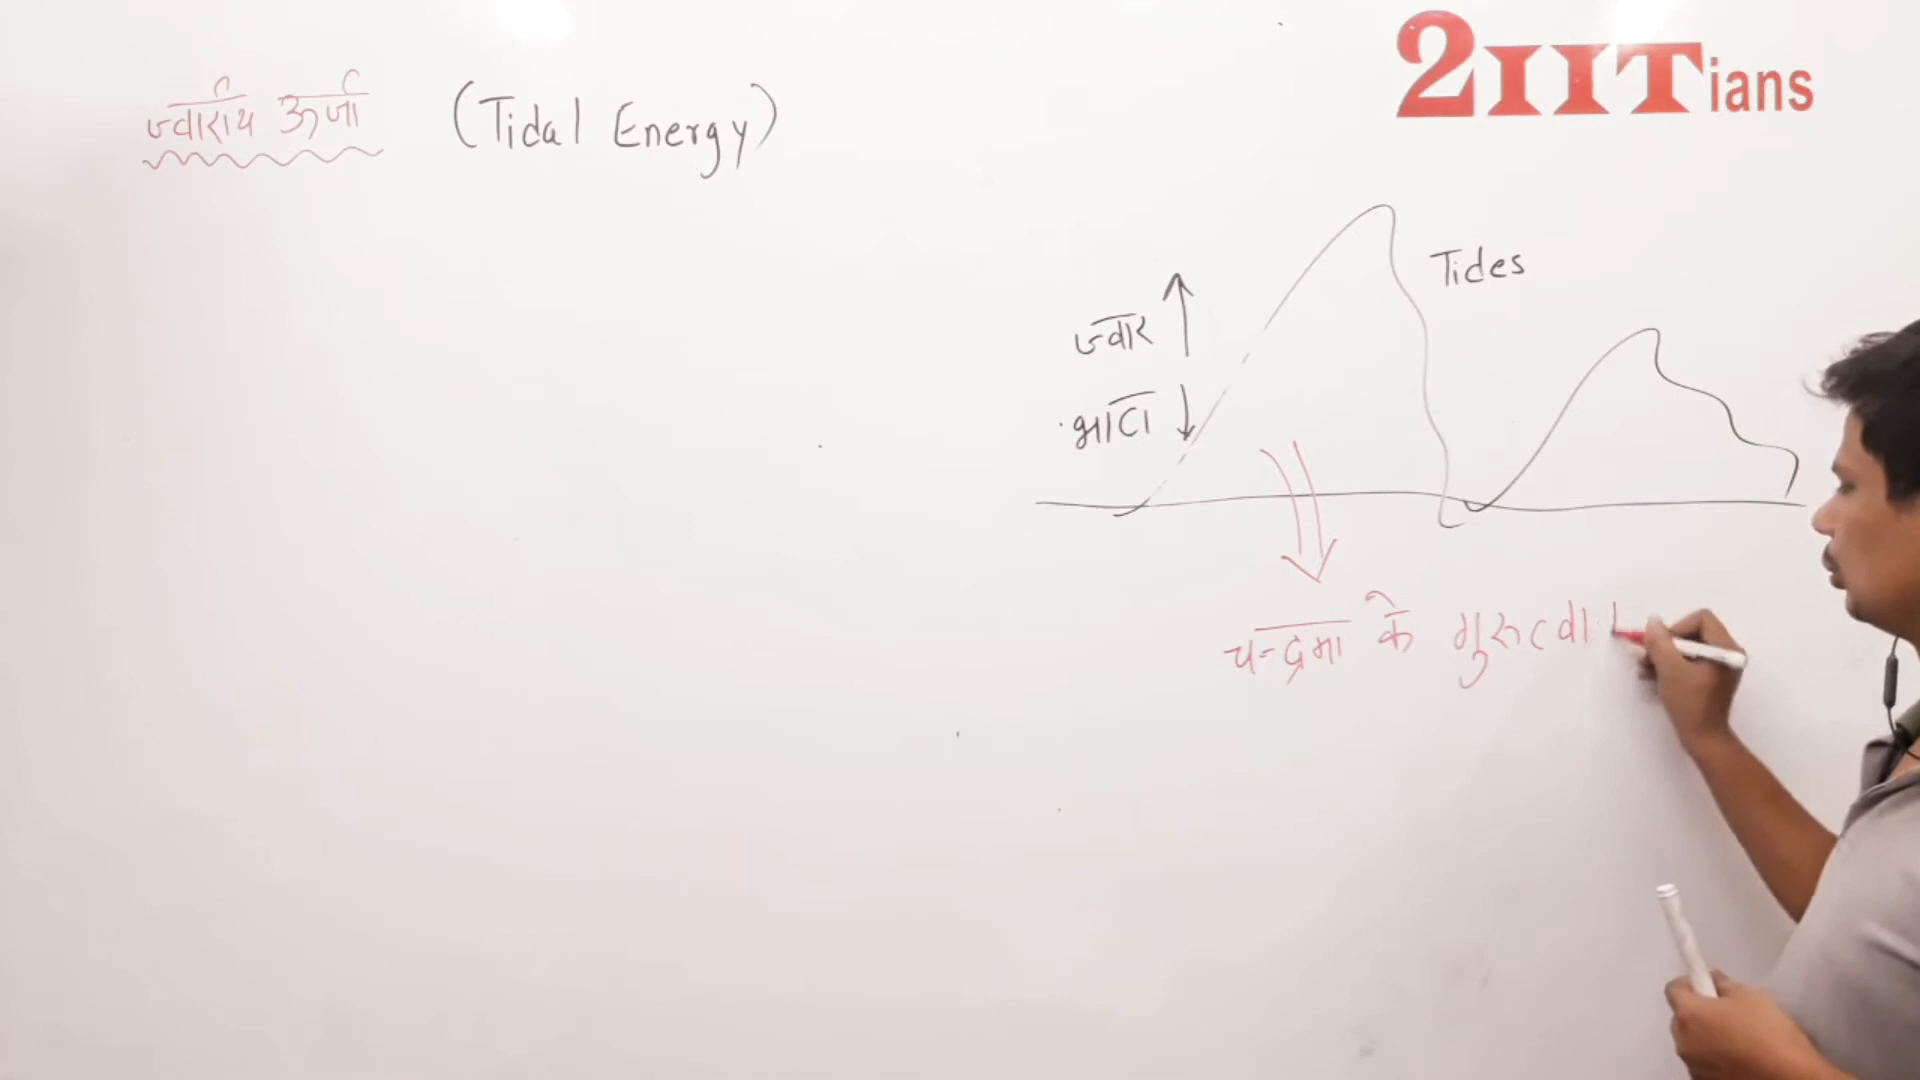 ज्वारीय ऊर्जा (Tidal Energy)
2IITians
Tides
ज्वार
भाटा
चन्द्रमा के